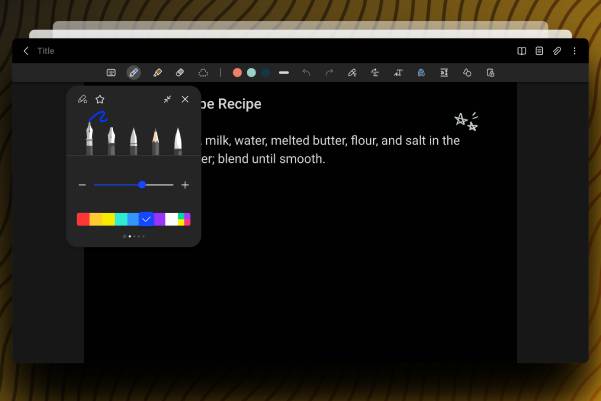 Title
pe Recipe
, milk, water, melted butter, flour, and salt in the
er; blend until smooth.